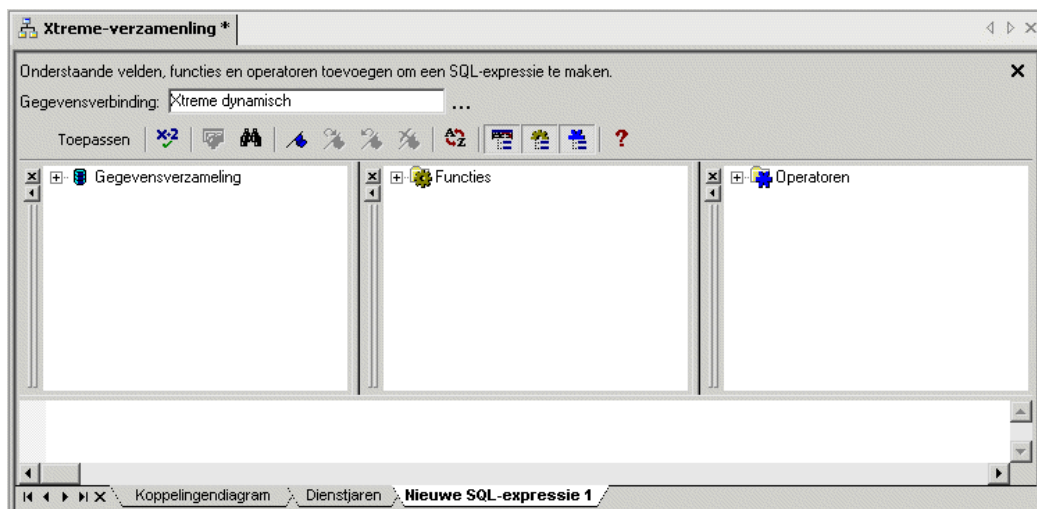 Xtreme-verzamenling *
Onderstaande velden, functies en operatoren toevoegen om een SQL-expressie te maken.
Gegevensverbinding: Xtreme dynamisch ...
Toepassen x+2 A Z ?
Gegevensverzameling Functies Operatoren
Koppelingendiagram Dienstjaren Nieuwe SQL-expressie 1